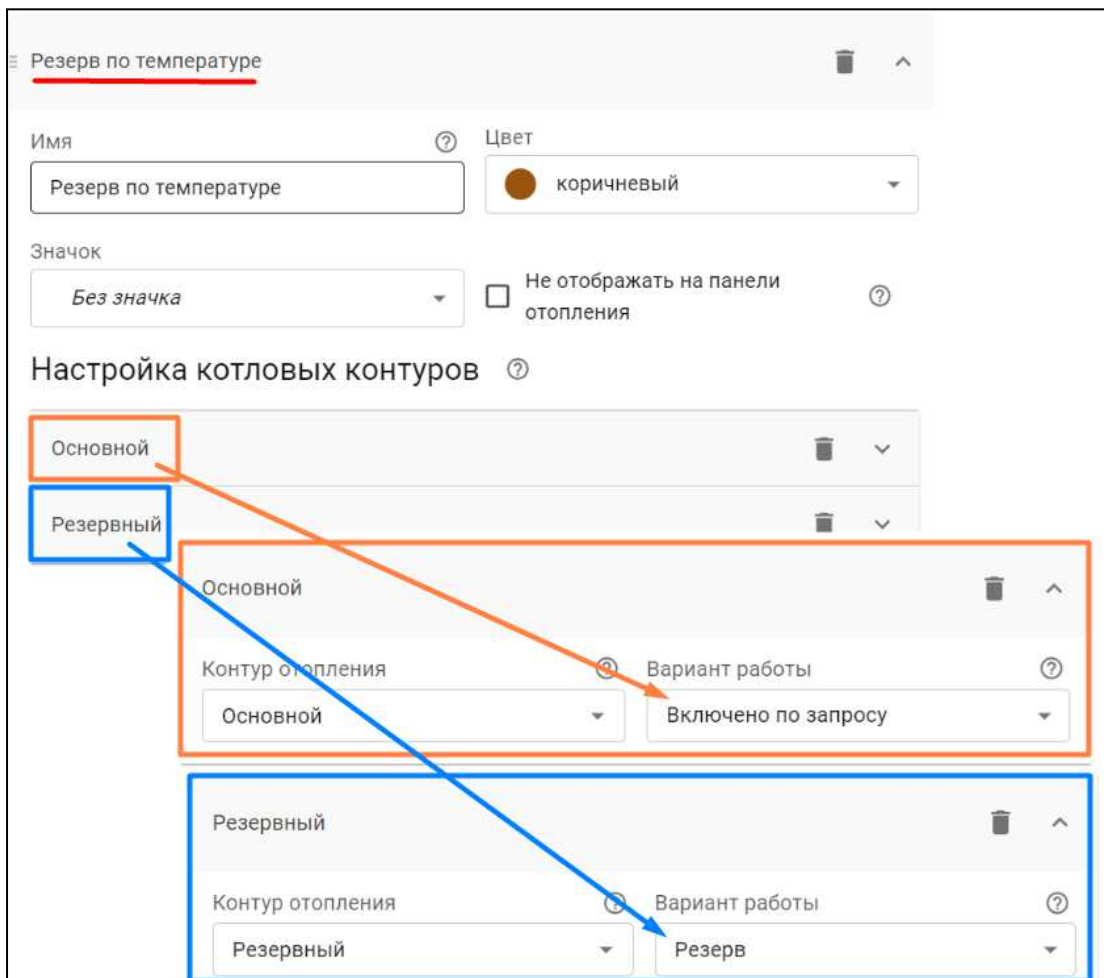 Резерв по температуре
Имя
Цвет
Резерв по температуре
коричневый
Значок
Без значка
Не отображать на панели
отопления
Настройка котловых контуров
Основной
Резервный
Основной
Контур отопления
Вариант работы
Основной
Включено по запросу
Резервный
Контур отопления
Вариант работы
Резервный
Резерв